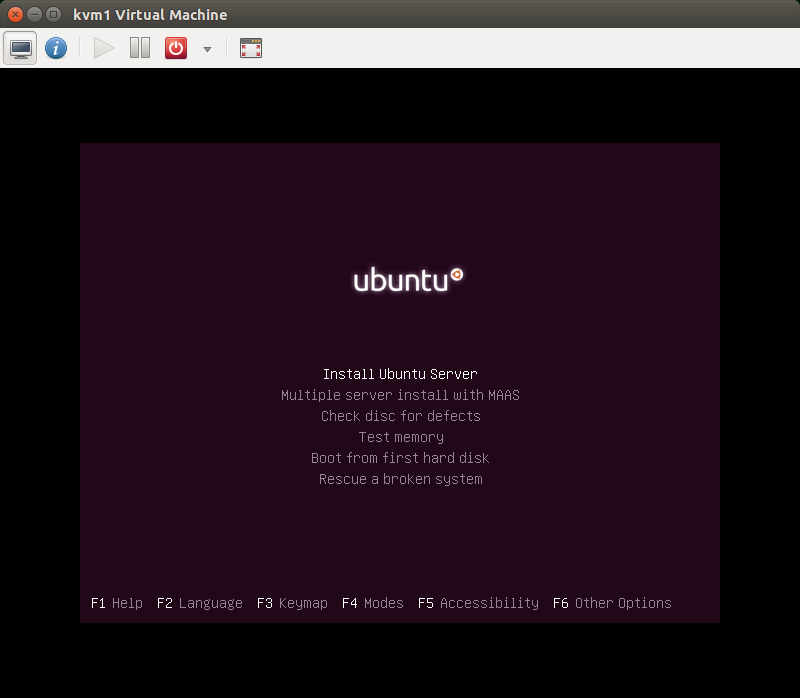 kvm1 Virtual Machine
ubuntu
Install Ubuntu Server
Multiple server install with MAAS
Check disc for defects
Test memory
Boot from first hard disk
Rescue a broken system
F1 Help F2 Language F3 Keymap F4 Modes F5 Accessibility F6 Other Options